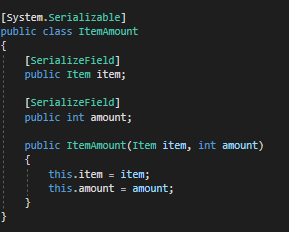 [System.Serializable]
public class ItemAmount
{
    [SerializeField]
    public Item item;

    [SerializeField]
    public int amount;

    public ItemAmount(Item item, int amount)
    {
        this.item = item;
        this.amount = amount;
    }
}